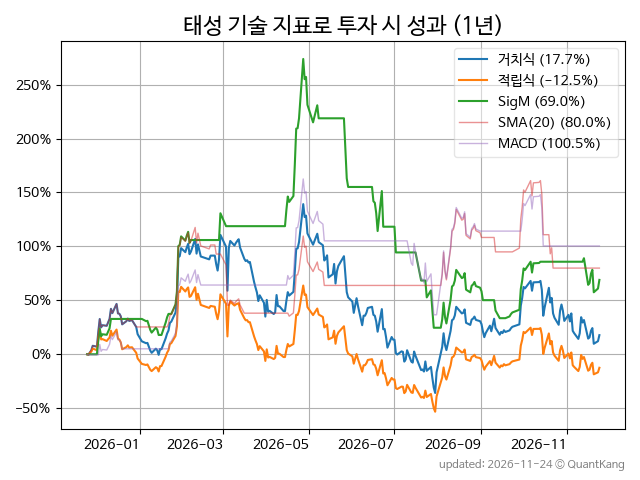 태성 기술 지표로 투자 시 성과 (1년)
거치식 (17.7%)
적립식 (−12.5%)
SigM (69.0%)
SMA(20) (80.0%)
MACD (100.5%)
250%
200%
150%
100%
50%
0%
−50%
2026-01 2026-03 2026-05 2026-07 2026-09 2026-11
updated: 2026-11-24 © QuantKang